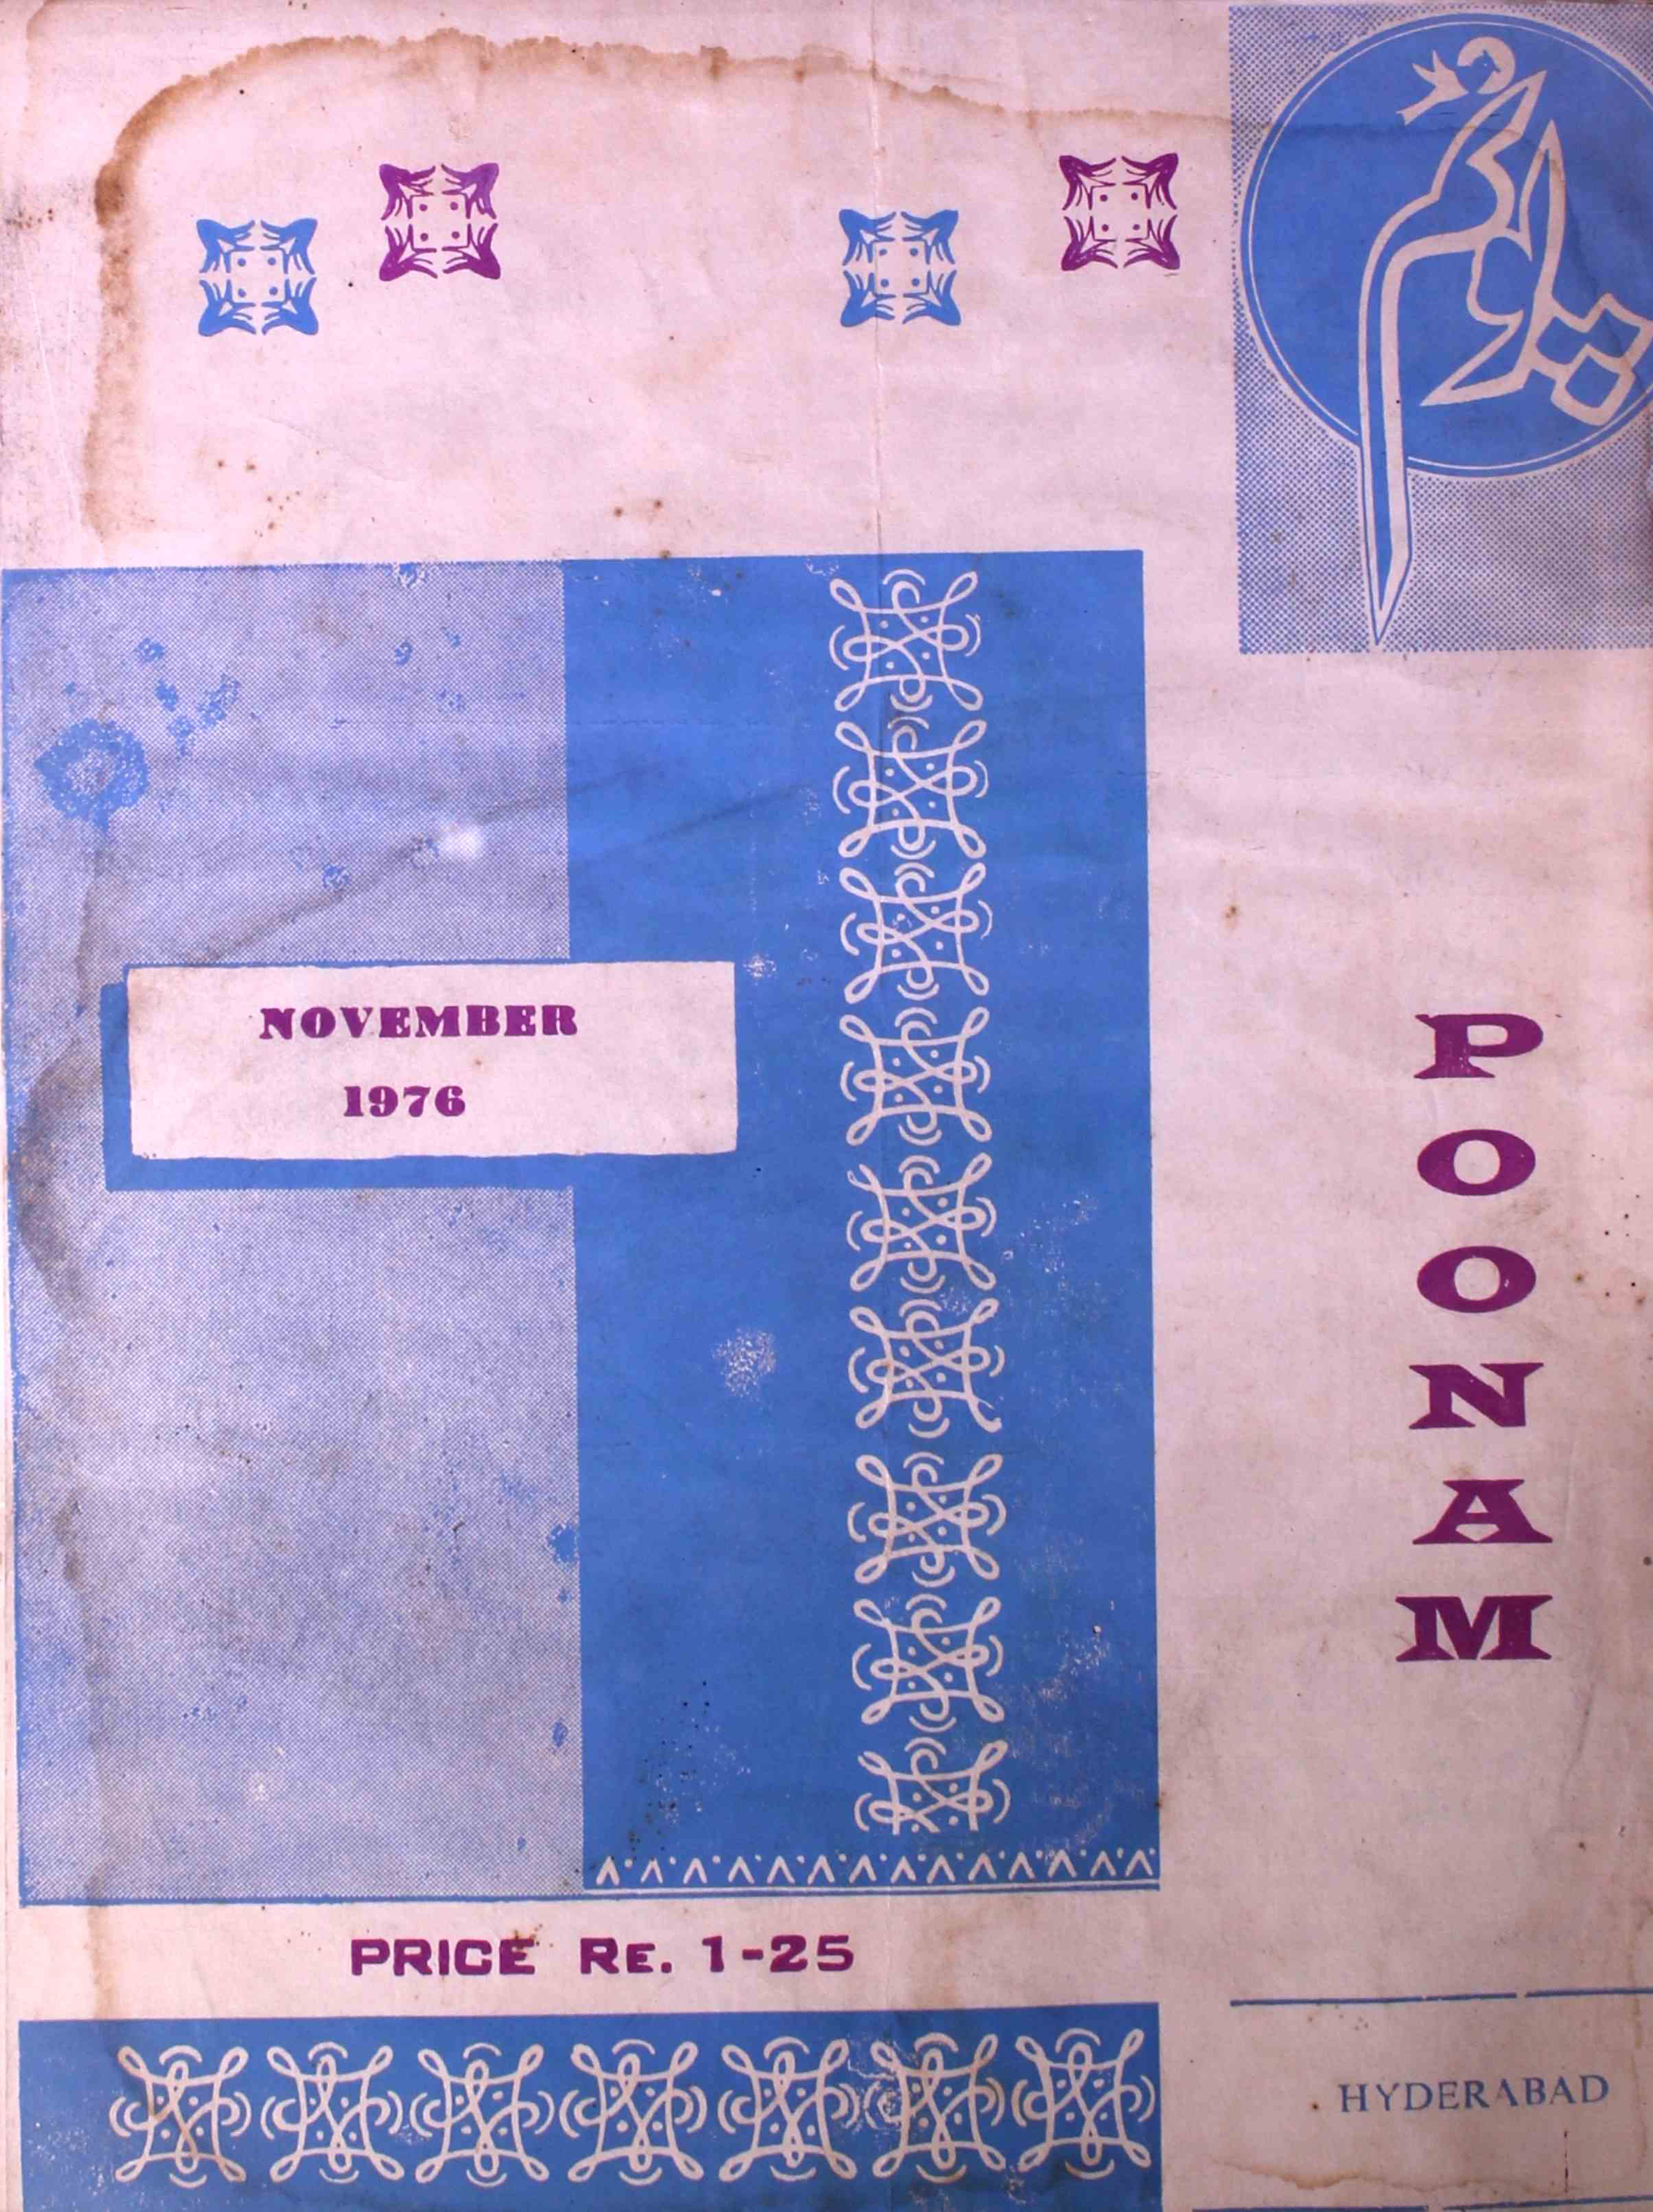 پونم
NOVEMBER
1976
POONAM
PRICE RE. 1-25
HYDERABAD